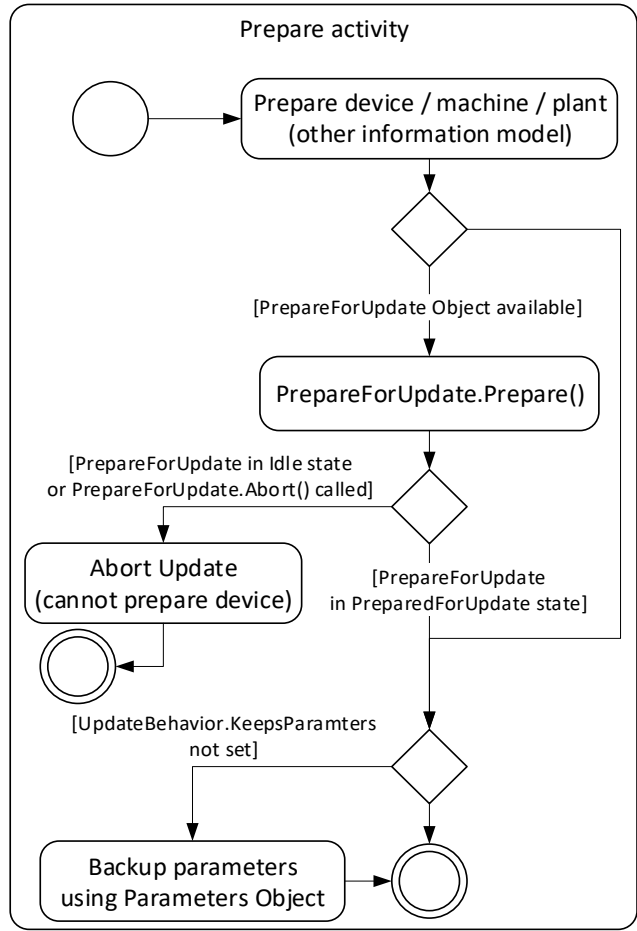 Prepare activity
Prepare device / machine / plant
(other information model)
[PrepareForUpdate Object available]
PrepareForUpdate.Prepare()
[PrepareForUpdate in Idle state
or PrepareForUpdate.Abort() called]
Abort Update
(cannot prepare device)
[PrepareForUpdate
in PreparedForUpdate state]
[UpdateBehavior.KeepsParamters
not set]
Backup parameters
using Parameters Object